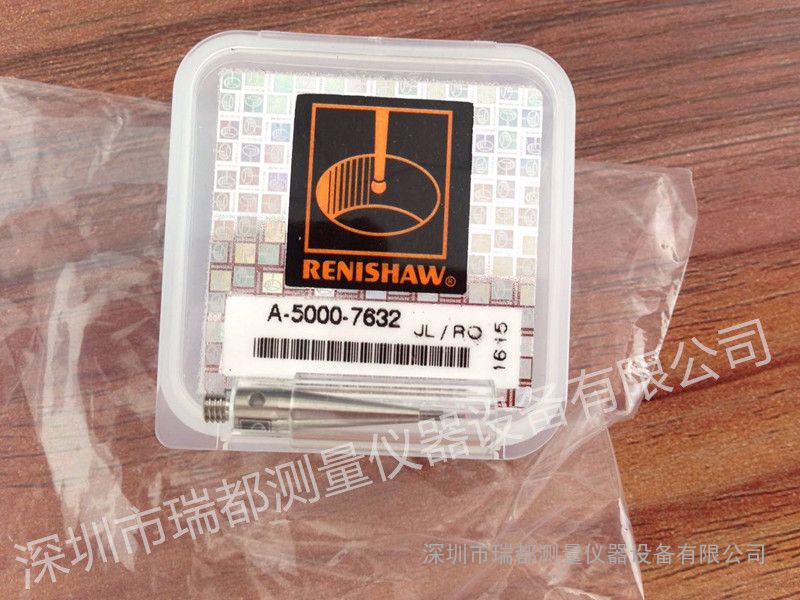 RENISHAW®
A-5000-7632 JL/RO
1615
深圳市瑞都测量仪器设备有限公司
深圳市瑞都测量仪器设备有限公司